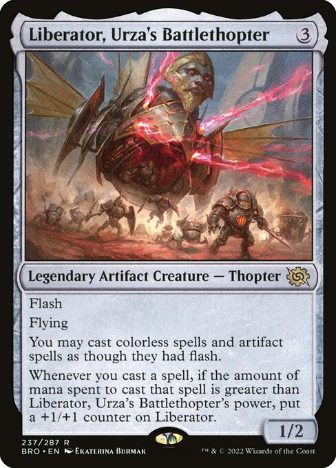 Liberator, Urza's Battlethopter 3
Legendary Artifact Creature — Thopter
Flash
Flying
You may cast colorless spells and artifact
spells as though they had flash.
Whenever you cast a spell, if the amount of
mana spent to cast that spell is greater than
Liberator, Urza's Battlethopter's power, put
a +1/+1 counter on Liberator.
1/2
237/287 R
BRO • EN Ekaterina Burmak ™ & © 2022 Wizards of the Coast